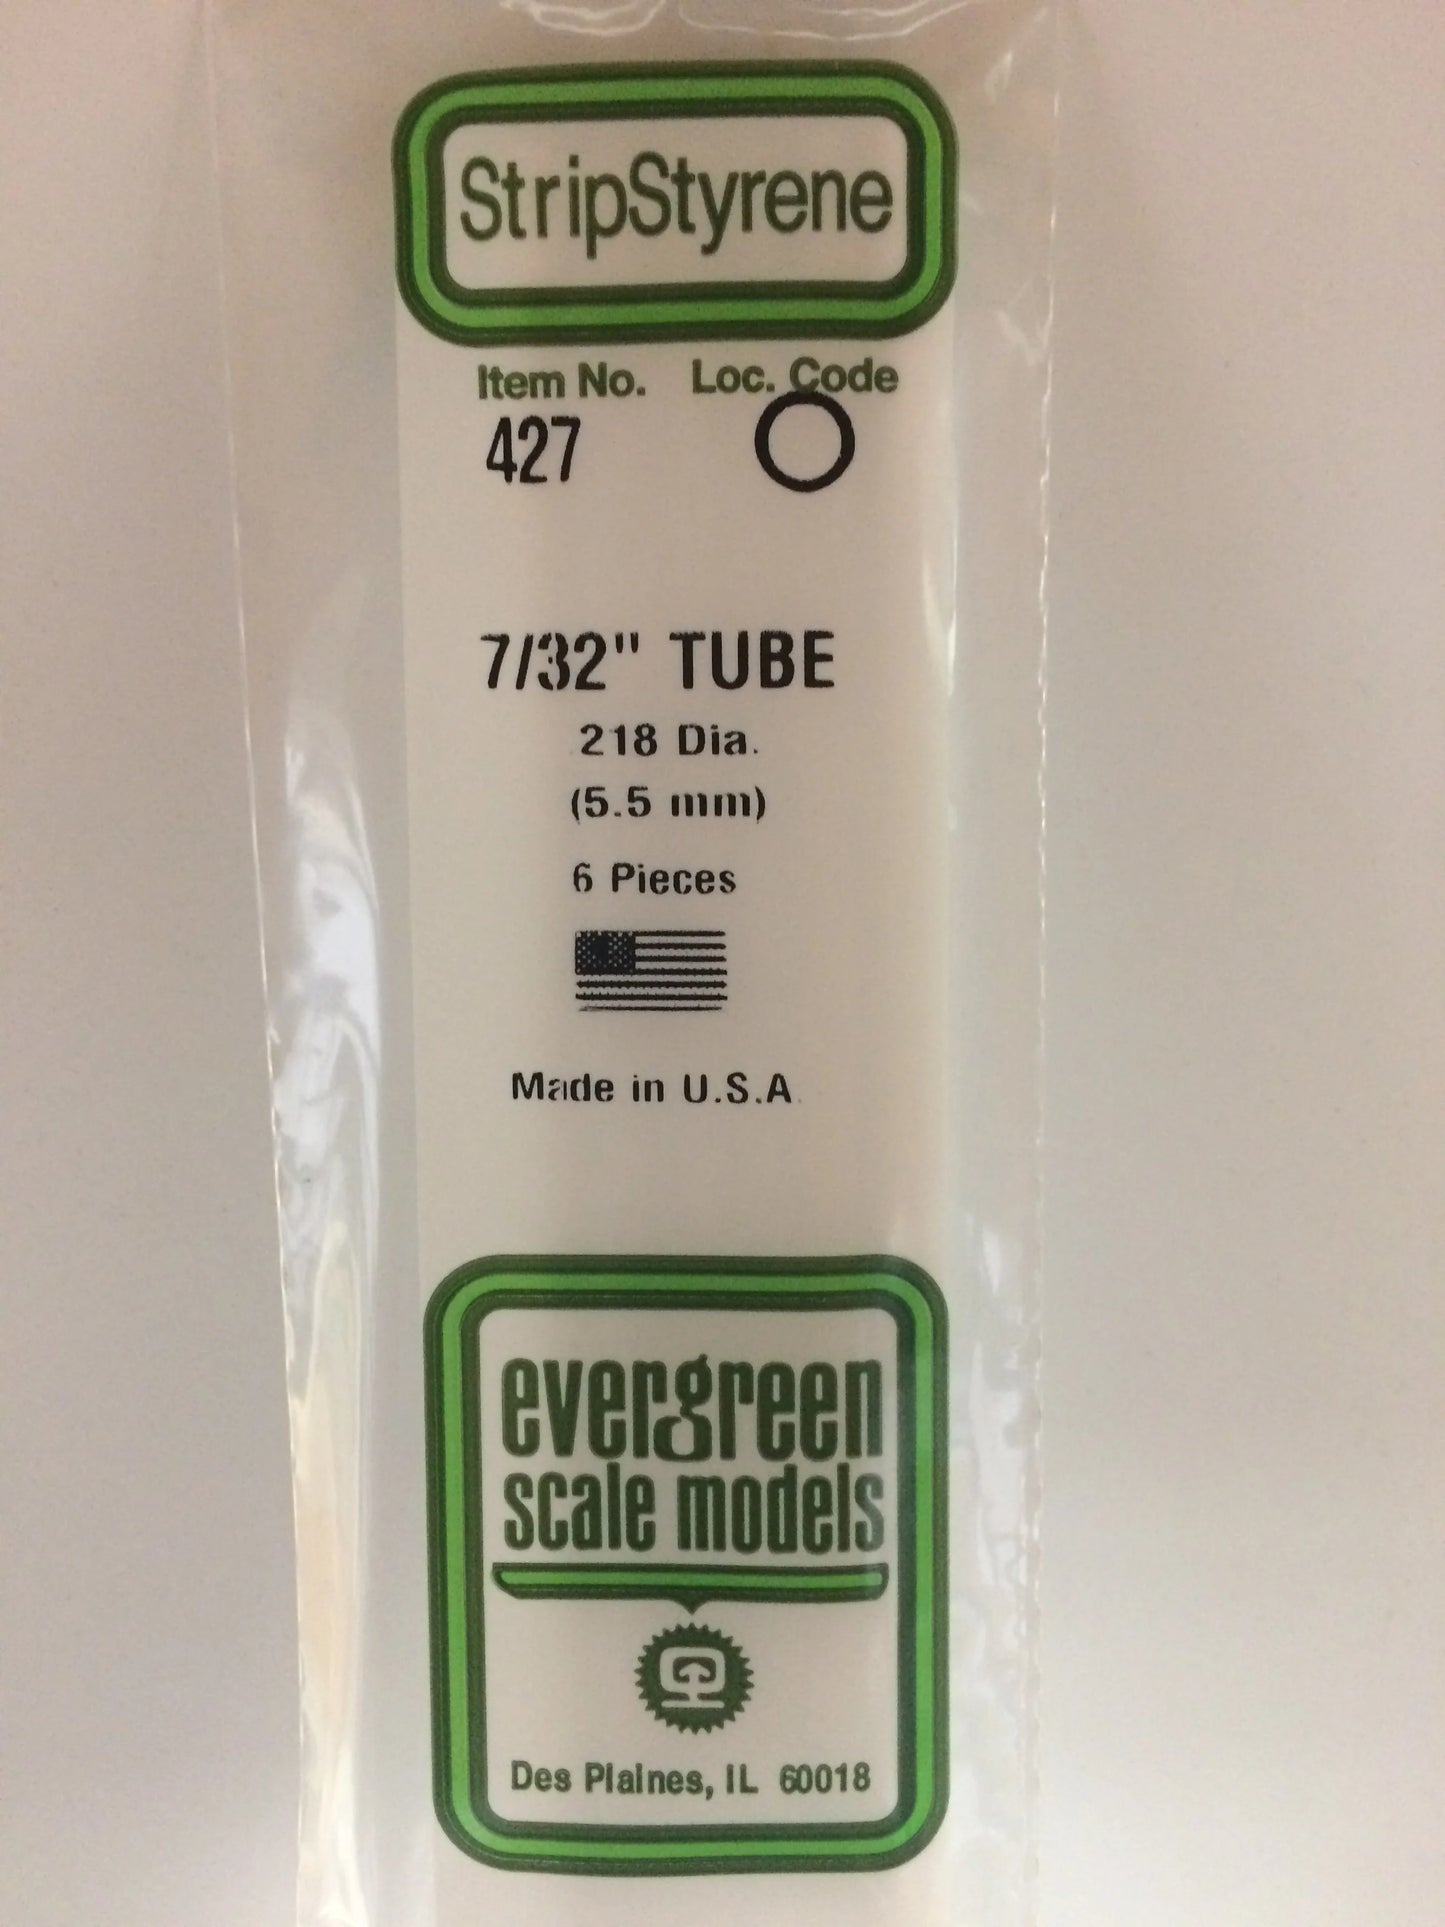 StripStyrene
Item No. Loc. Code
427
7/32" TUBE
.218 Dia.
(5.5 mm)
6 Pieces
Made in U.S.A.
evergreen
scale models
Des Plaines, IL 60018